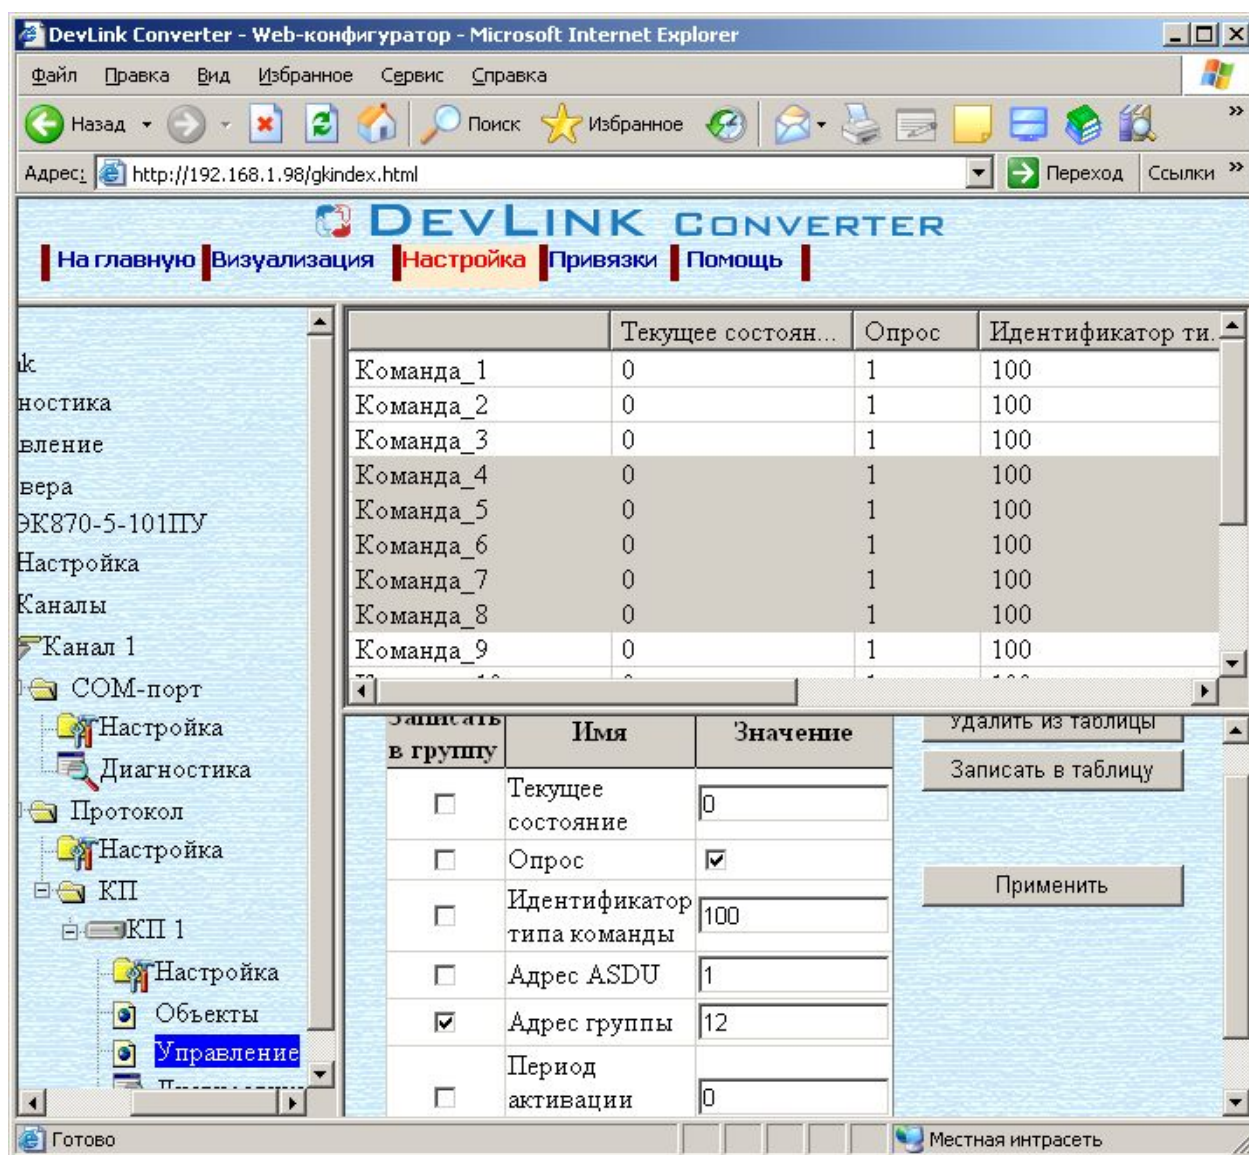 DevLink Converter - Web-конфигуратор - Microsoft Internet Explorer
Файл Правка Вид Избранное Сервис Справка
Назад Поиск Избранное »
Адрес: http://192.168.1.98/gkindex.html Переход Ссылки »
DEVLINK CONVERTER
На главную Визуализация Настройка Привязки Помощь
ностика
вление
вера
ЭК870-5-101ПУ
Настройка
Каналы
Канал 1
COM-порт
Настройка
Диагностика
Протокол
Настройка
КП
КП 1
Настройка
Объекты
Управление
Текущее состоян... Опрос Идентификатор ти.
Команда_1 0 1 100
Команда_2 0 1 100
Команда_3 0 1 100
Команда_4 0 1 100
Команда_5 0 1 100
Команда_6 0 1 100
Команда_7 0 1 100
Команда_8 0 1 100
Команда_9 0 1 100
Записать в группу Имя Значение
Текущее состояние 0
Опрос
Идентификатор типа команды 100
Адрес ASDU 1
Адрес группы 12
Период активации 0
Удалить из таблицы
Записать в таблицу
Применить
Готово Местная интрасеть